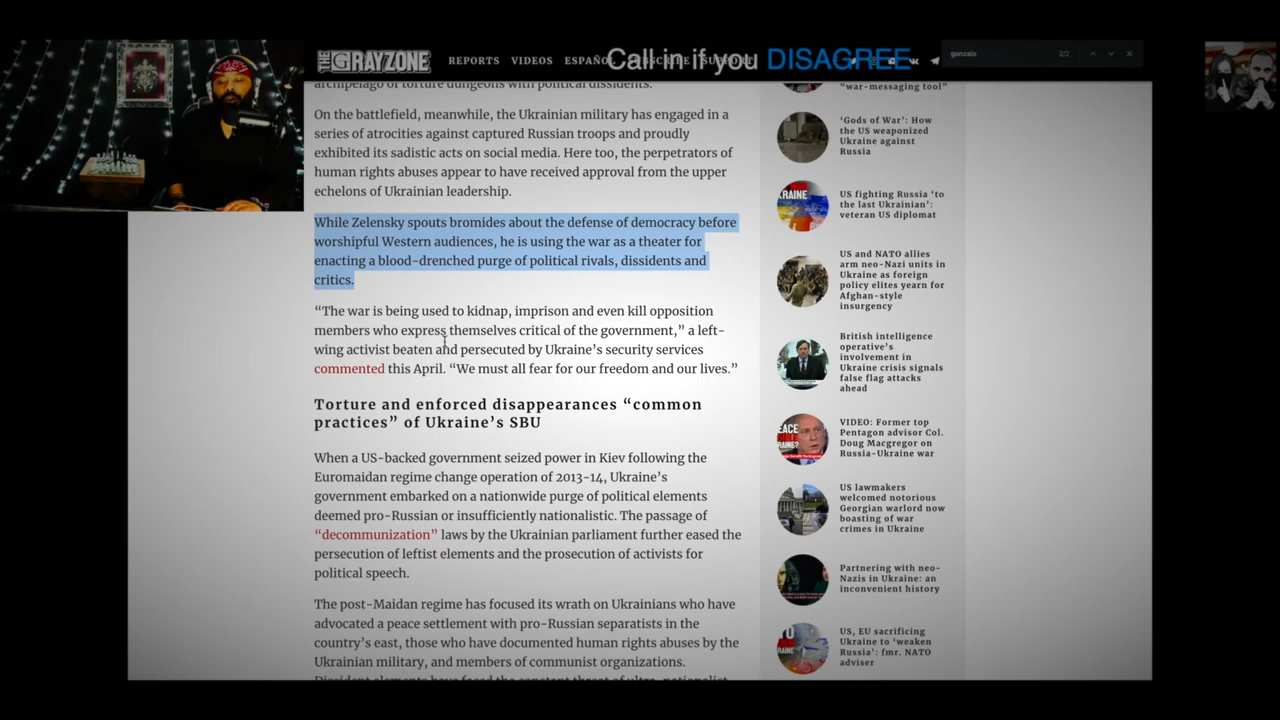 THE GRAYZONE
REPORTS VIDEOS ESPAÑOL
Call in if you DISAGREE
gonzalo 2/2
archipelago of torture dungeons with political dissidents.
On the battlefield, meanwhile, the Ukrainian military has engaged in a
series of atrocities against captured Russian troops and proudly
exhibited its sadistic acts on social media. Here too, the perpetrators of
human rights abuses appear to have received approval from the upper
echelons of Ukrainian leadership.
While Zelensky spouts bromides about the defense of democracy before
worshipful Western audiences, he is using the war as a theater for
enacting a blood-drenched purge of political rivals, dissidents and
critics.
“The war is being used to kidnap, imprison and even kill opposition
members who express themselves critical of the government,” a left-
wing activist beaten and persecuted by Ukraine’s security services
commented this April. “We must all fear for our freedom and our lives.”
Torture and enforced disappearances “common
practices” of Ukraine’s SBU
When a US-backed government seized power in Kiev following the
Euromaidan regime change operation of 2013-14, Ukraine’s
government embarked on a nationwide purge of political elements
deemed pro-Russian or insufficiently nationalistic. The passage of
“decommunization” laws by the Ukrainian parliament further eased the
persecution of leftist elements and the prosecution of activists for
political speech.
The post-Maidan regime has focused its wrath on Ukrainians who have
advocated a peace settlement with pro-Russian separatists in the
country’s east, those who have documented human rights abuses by the
Ukrainian military, and members of communist organizations.
“war-messaging tool”
‘Gods of War’: How
the US weaponized
Ukraine against
Russia
US fighting Russia ‘to
the last Ukrainian’:
veteran US diplomat
US and NATO allies
arm neo-Nazi units in
Ukraine as foreign
policy elites yearn for
Afghan-style
insurgency
British intelligence
operative’s
involvement in
Ukraine crisis signals
false flag attacks
ahead
VIDEO: Former top
Pentagon advisor Col.
Doug Macgregor on
Russia-Ukraine war
US lawmakers
welcomed notorious
Georgian warlord now
boasting of war
crimes in Ukraine
Partnering with neo-
Nazis in Ukraine: an
inconvenient history
US, EU sacrificing
Ukraine to ‘weaken
Russia’: fmr. NATO
adviser